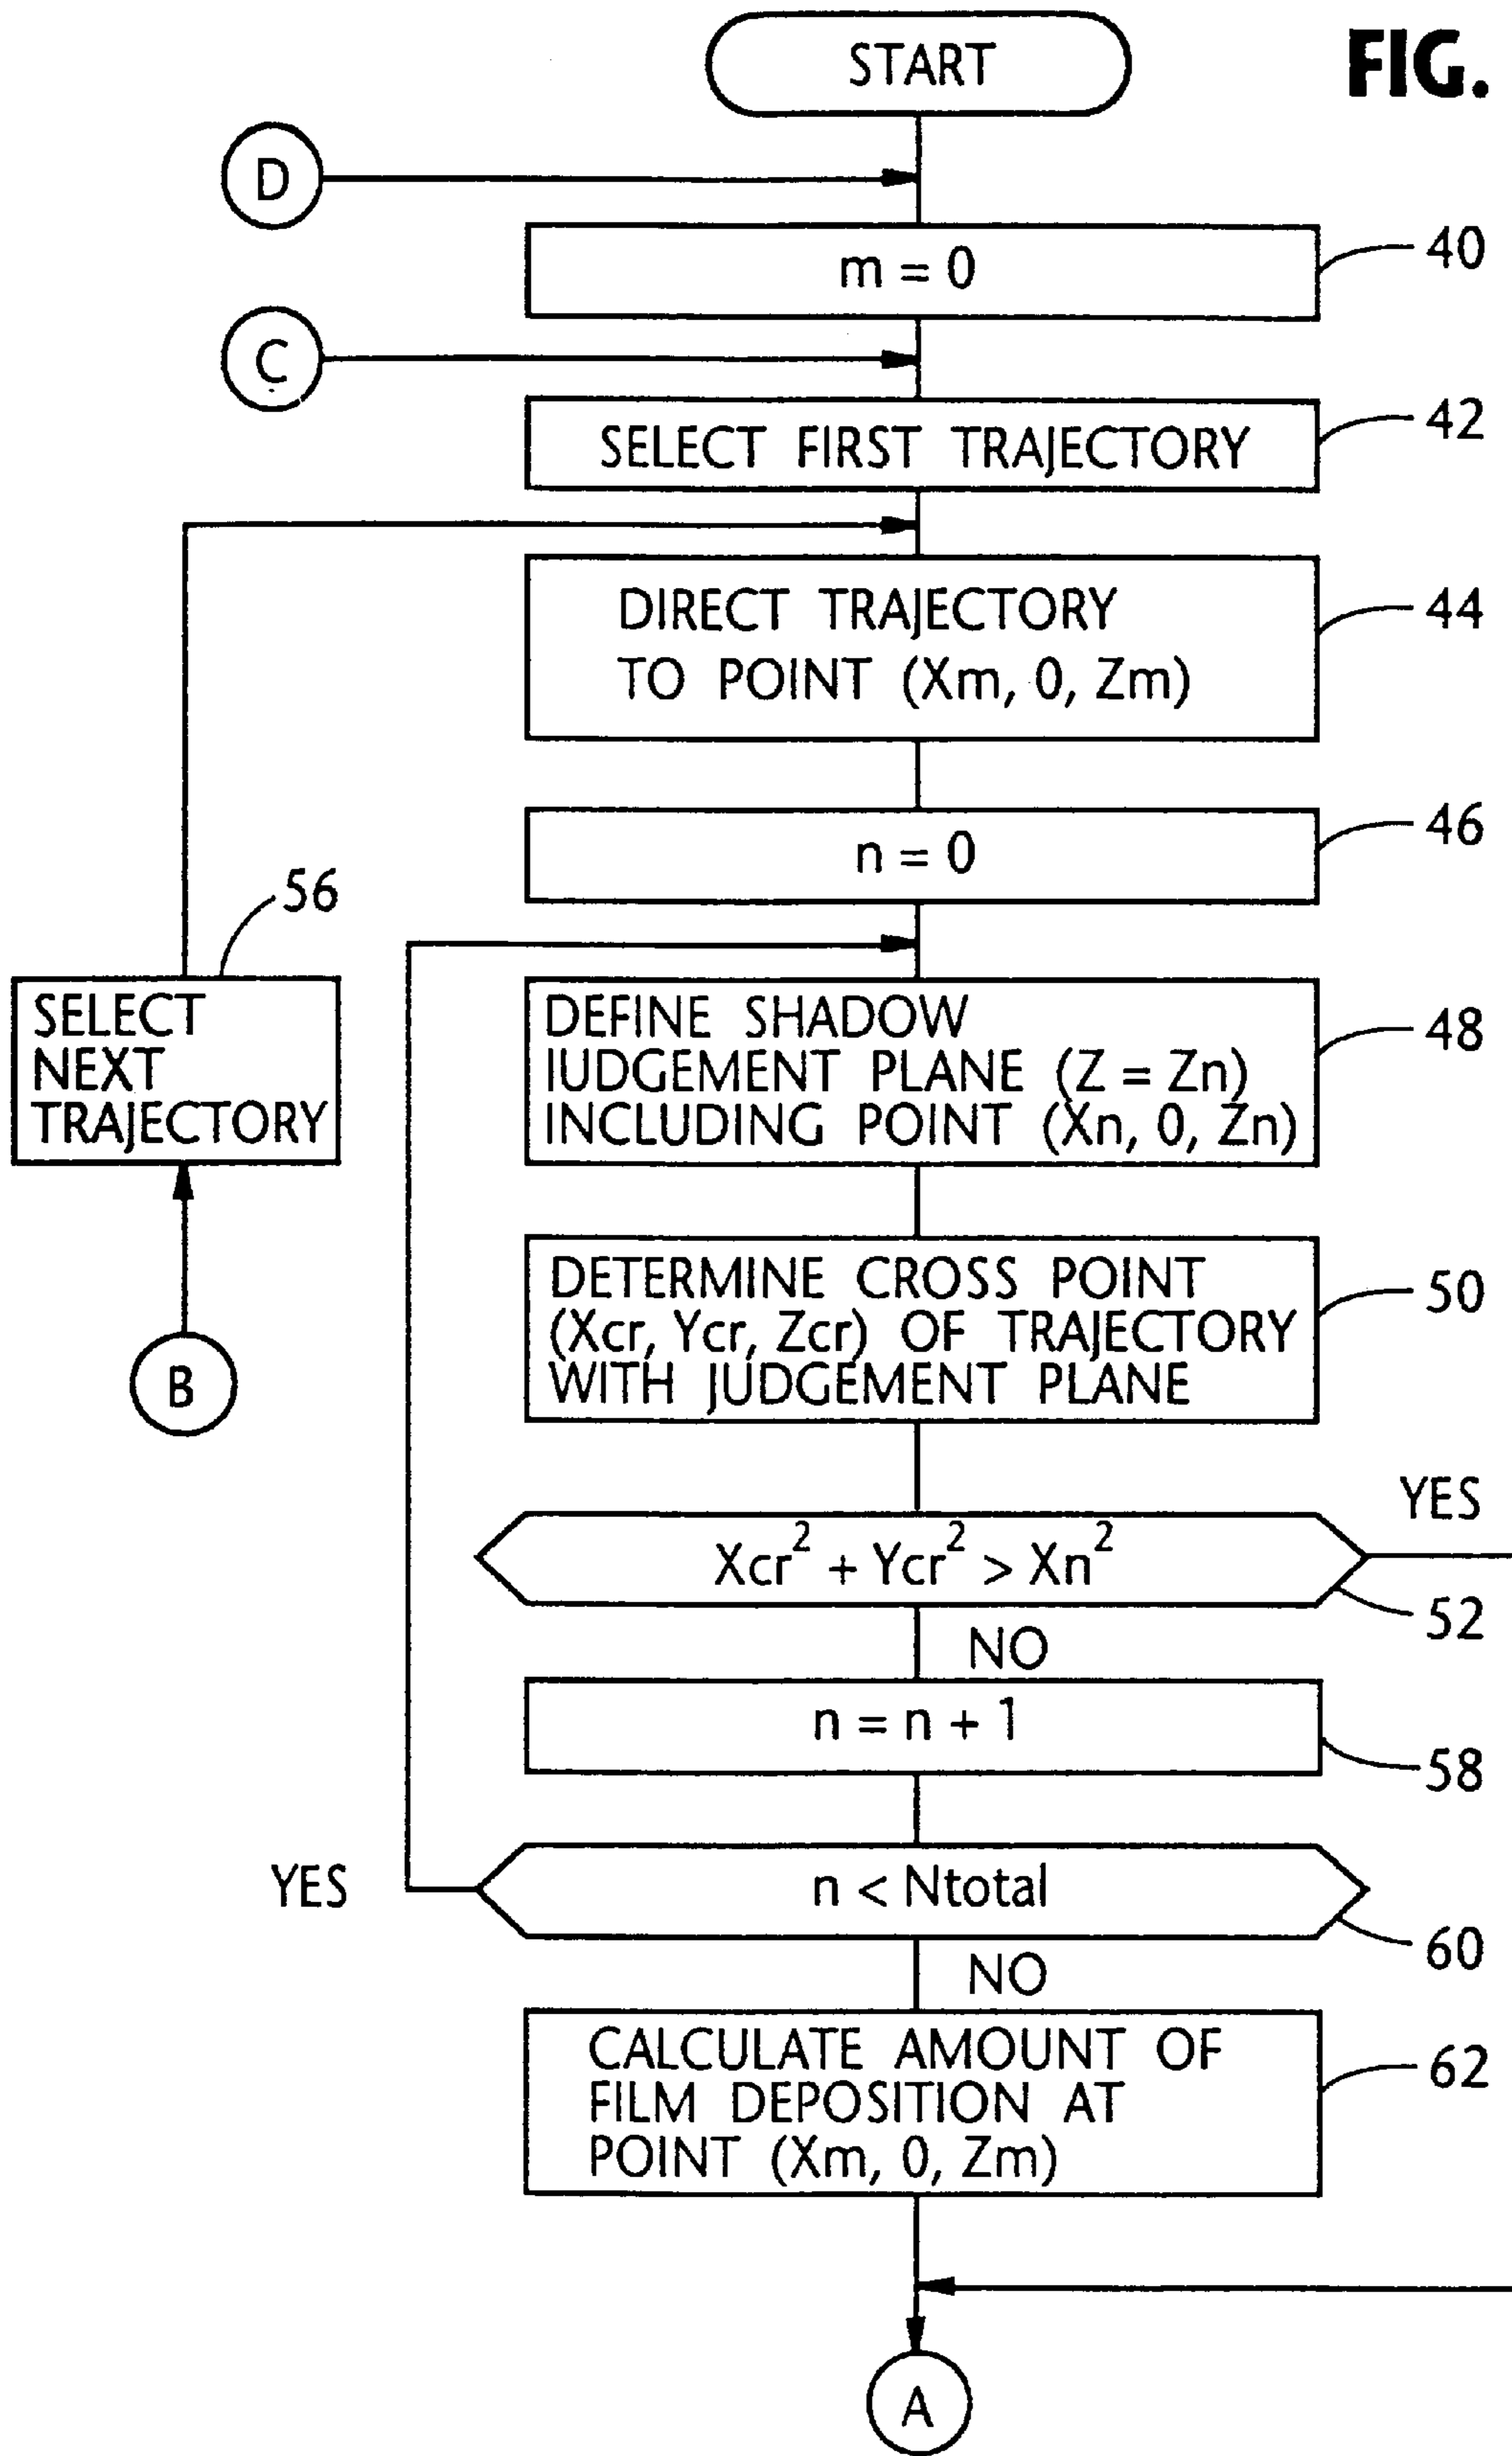 START
FIG.
D
m = 0
40
C
SELECT FIRST TRAJECTORY
42
DIRECT TRAJECTORY
TO POINT (Xm, 0, Zm)
44
n = 0
46
56
SELECT
NEXT
TRAJECTORY
DEFINE SHADOW
IUDGEMENT PLANE (Z = Zn)
INCLUDING POINT (Xn, 0, Zn)
48
DETERMINE CROSS POINT
(Xcr, Ycr, Zcr) OF TRAJECTORY
WITH JUDGEMENT PLANE
50
B
YES
Xcr² + Ycr² > Xn²
52
NO
n = n + 1
58
YES
n < Ntotal
60
NO
CALCULATE AMOUNT OF
FILM DEPOSITION AT
POINT (Xm, 0, Zm)
62
A